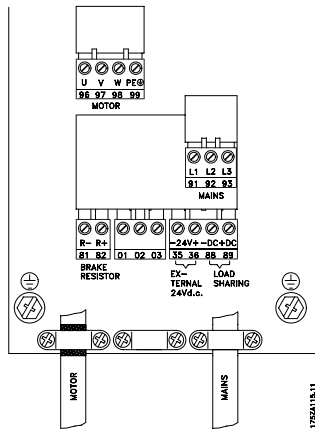 U V W PE
96 97 98 99
MOTOR
L1 L2 L3
91 92 93
MAINS
R- R+ -24V+ -DC+DC
81 82 01 02 03 35 36 88 89
BRAKE
RESISTOR
EX-
TERNAL
24Vd.c.
LOAD
SHARING
MOTOR
MAINS
175ZA115.11